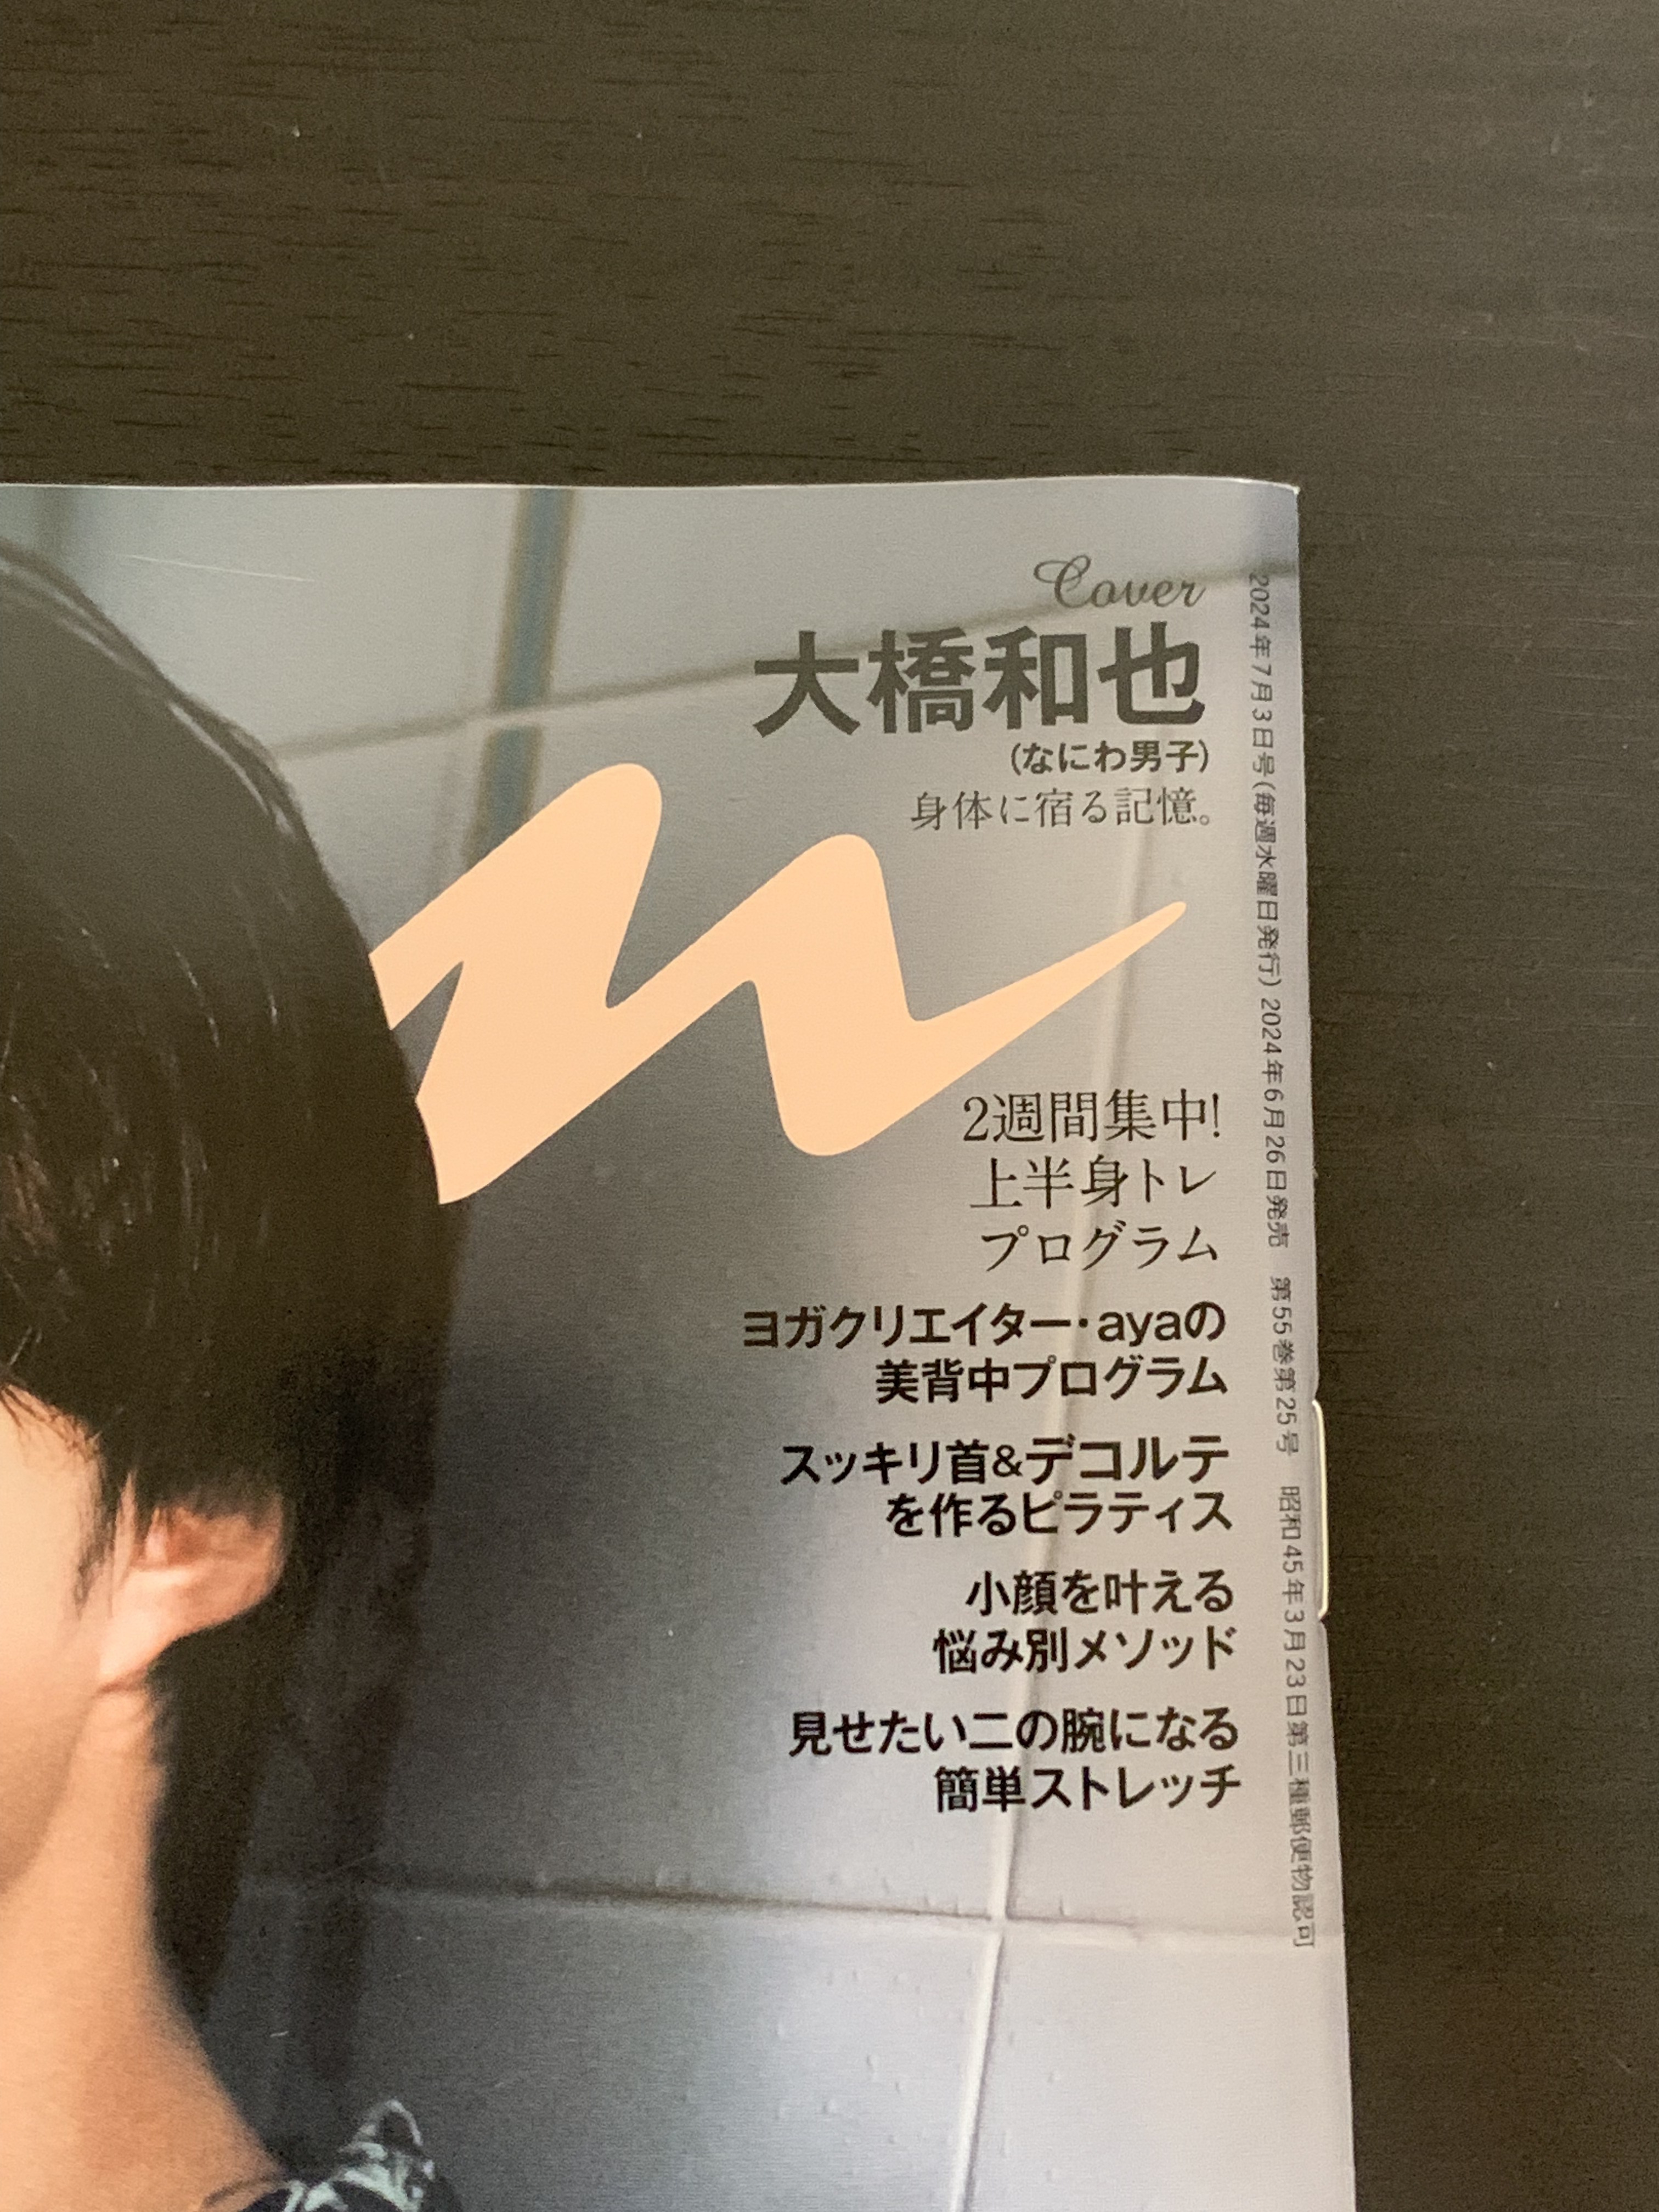 Cover
大橋和也
(なにわ男子)
身体に宿る記憶。
2週間集中!
上半身トレ
プログラム
ヨガクリエイター・ayaの
美背中プログラム
スッキリ首&デコルテ
を作るピラティス
小顔を叶える
悩み別メソッド
見せたい二の腕になる
簡単ストレッチ
2024年7月3日号(毎週水曜日発行) 2024年6月26日発売 第55巻第25号 昭和45年3月23日第三種郵便物認可